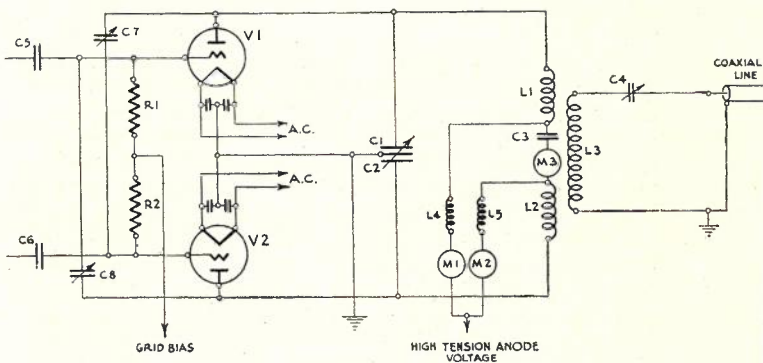 C5
C7
V1
R1
A.C.
C1
C2
A.C.
R2
C6
C8
V2
GRID BIAS
L1
C3
M3
L2
L3
L4
L5
M1
M2
HIGH TENSION ANODE
VOLTAGE
C4
COAXIAL
LINE